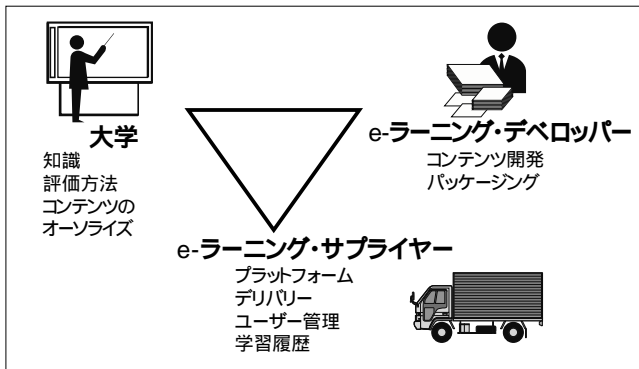 大学
知識
評価方法
コンテンツの
オーソライズ
e-ラーニング・デベロッパー
コンテンツ開発
パッケージング
e-ラーニング・サプライヤー
プラットフォーム
デリバリー
ユーザー管理
学習履歴